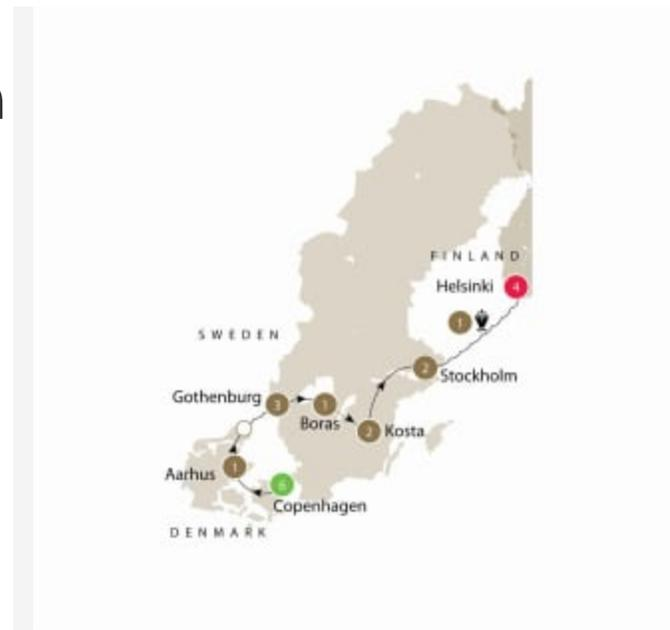 n
FINLAND
Helsinki 4
1
SWEDEN
2
Stockholm
Gothenburg 3
1
Boras
2 Kosta
Aarhus 1
6
Copenhagen
DENMARK